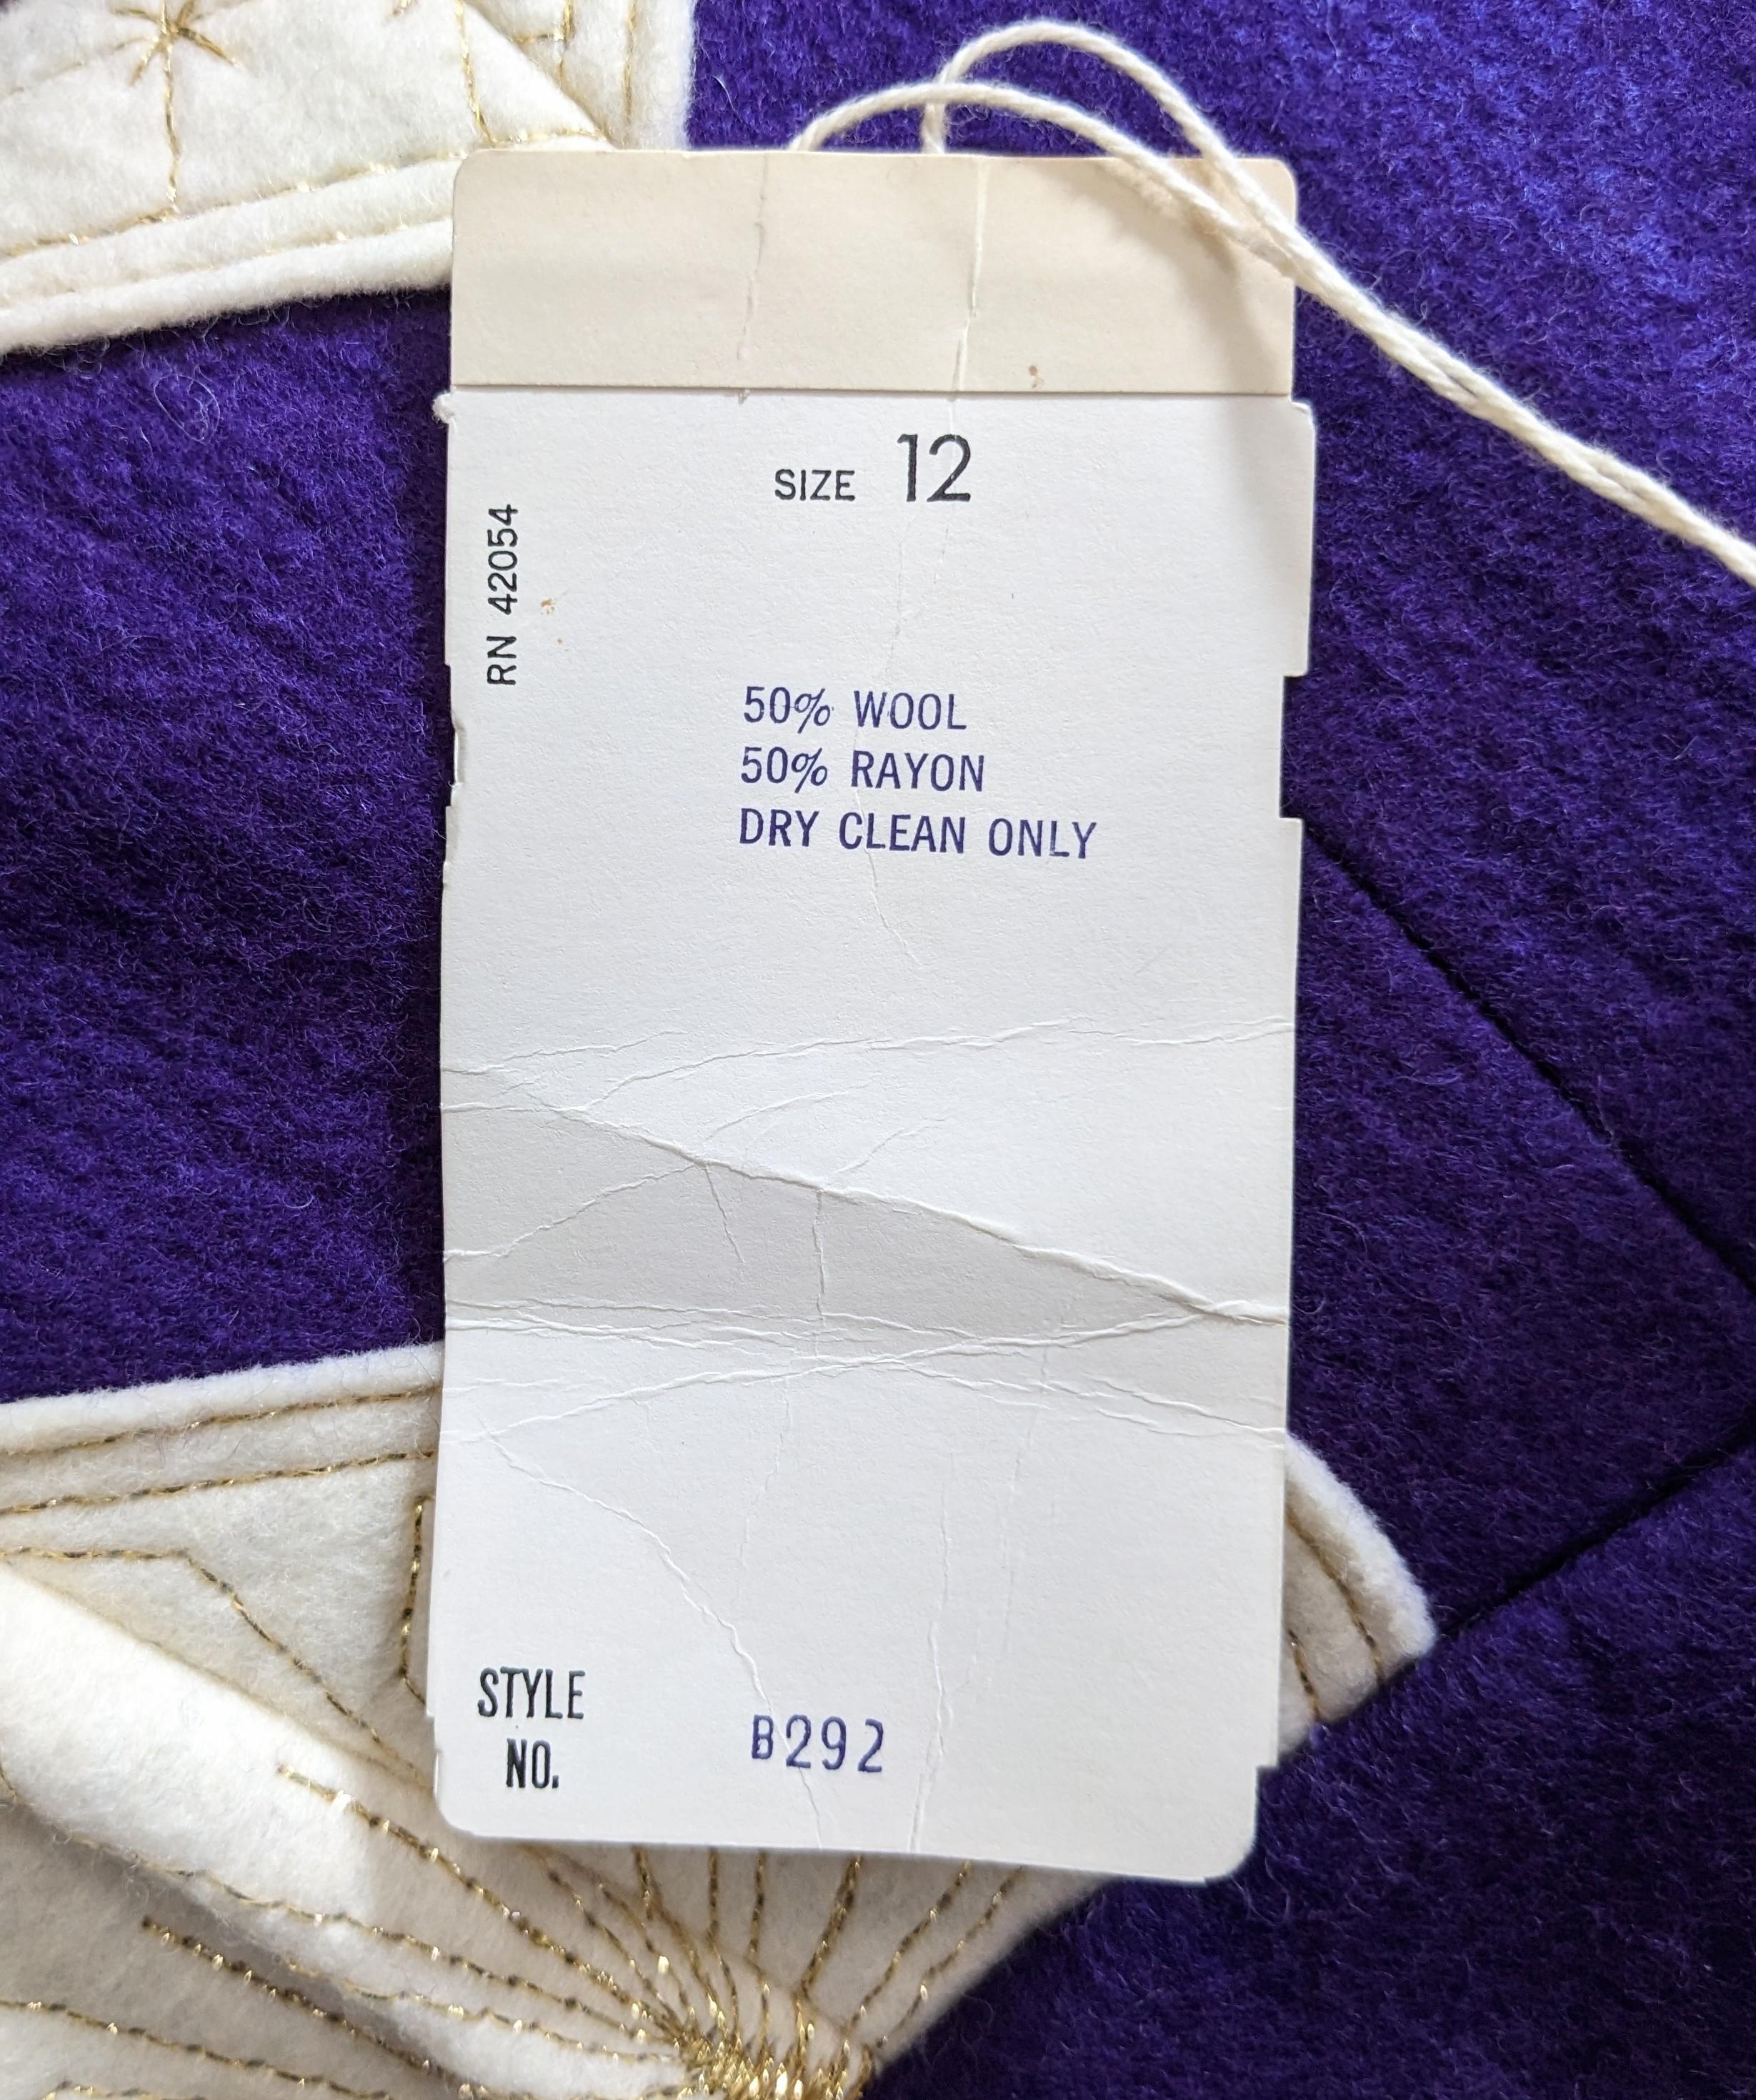 SIZE 12
RN 42054
50% WOOL
50% RAYON
DRY CLEAN ONLY
STYLE
NO.
B292